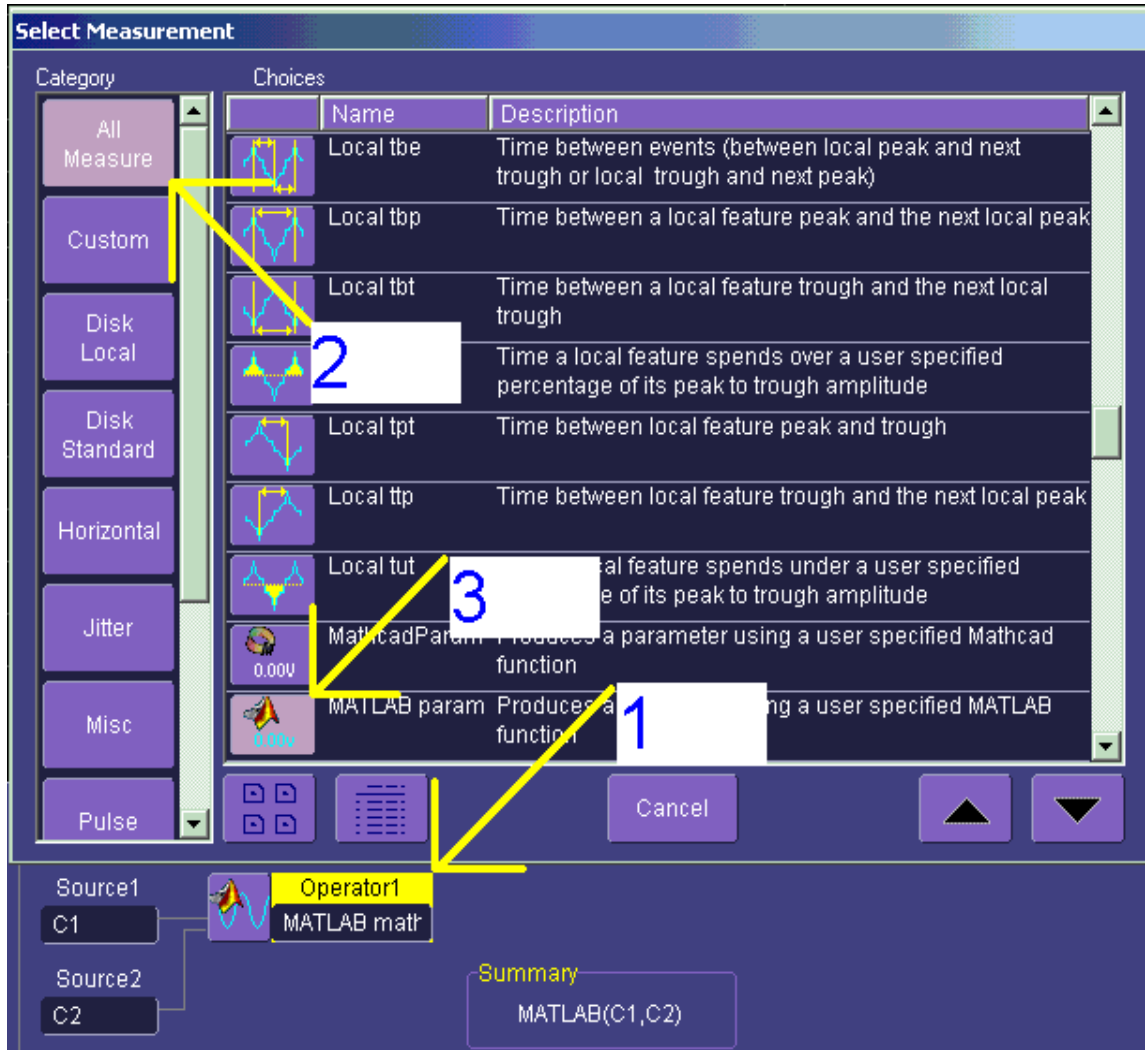 Select Measurement
Category
Choices
All
Measure
Custom
Disk
Local
Disk
Standard
Horizontal
Jitter
Misc
Pulse
Name Description
Local tbe Time between events (between local peak and next
trough or local trough and next peak)
Local tbp Time between a local feature peak and the next local peak
Local tbt Time between a local feature trough and the next local
trough
2
Time a local feature spends over a user specified
percentage of its peak to trough amplitude
Local tpt Time between local feature peak and trough
Local ttp Time between local feature trough and the next local peak
Local tut
3
feature spends under a user specified
of its peak to trough amplitude
0.00V
MathcadParam Produces a parameter using a user specified Mathcad
function
0.00v
MATLAB param Produces a
1
using a user specified MATLAB
function
Cancel
Source1
C1
Operator1
MATLAB math
Source2
C2
Summary
MATLAB(C1,C2)